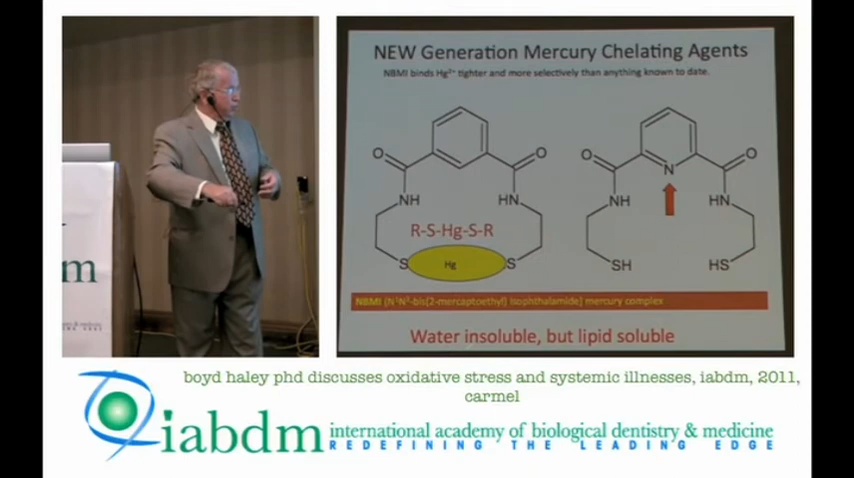 NEW Generation Mercury Chelating Agents
NBMI binds Hg²⁺ tighter and more selectively than anything known to date.
O
O
NH
HN
R-S-Hg-S-R
S
Hg
S
O
O
N
NH
HN
SH
HS
NBMI (N¹N³-bis(2-mercaptoethyl) isophthalamide] mercury complex
Water insoluble, but lipid soluble
m
boyd haley phd discusses oxidative stress and systemic illnesses, iabdm, 2011,
carmel
iabdm
international academy of biological dentistry & medicine
REDEFINING THE LEADING EDGE